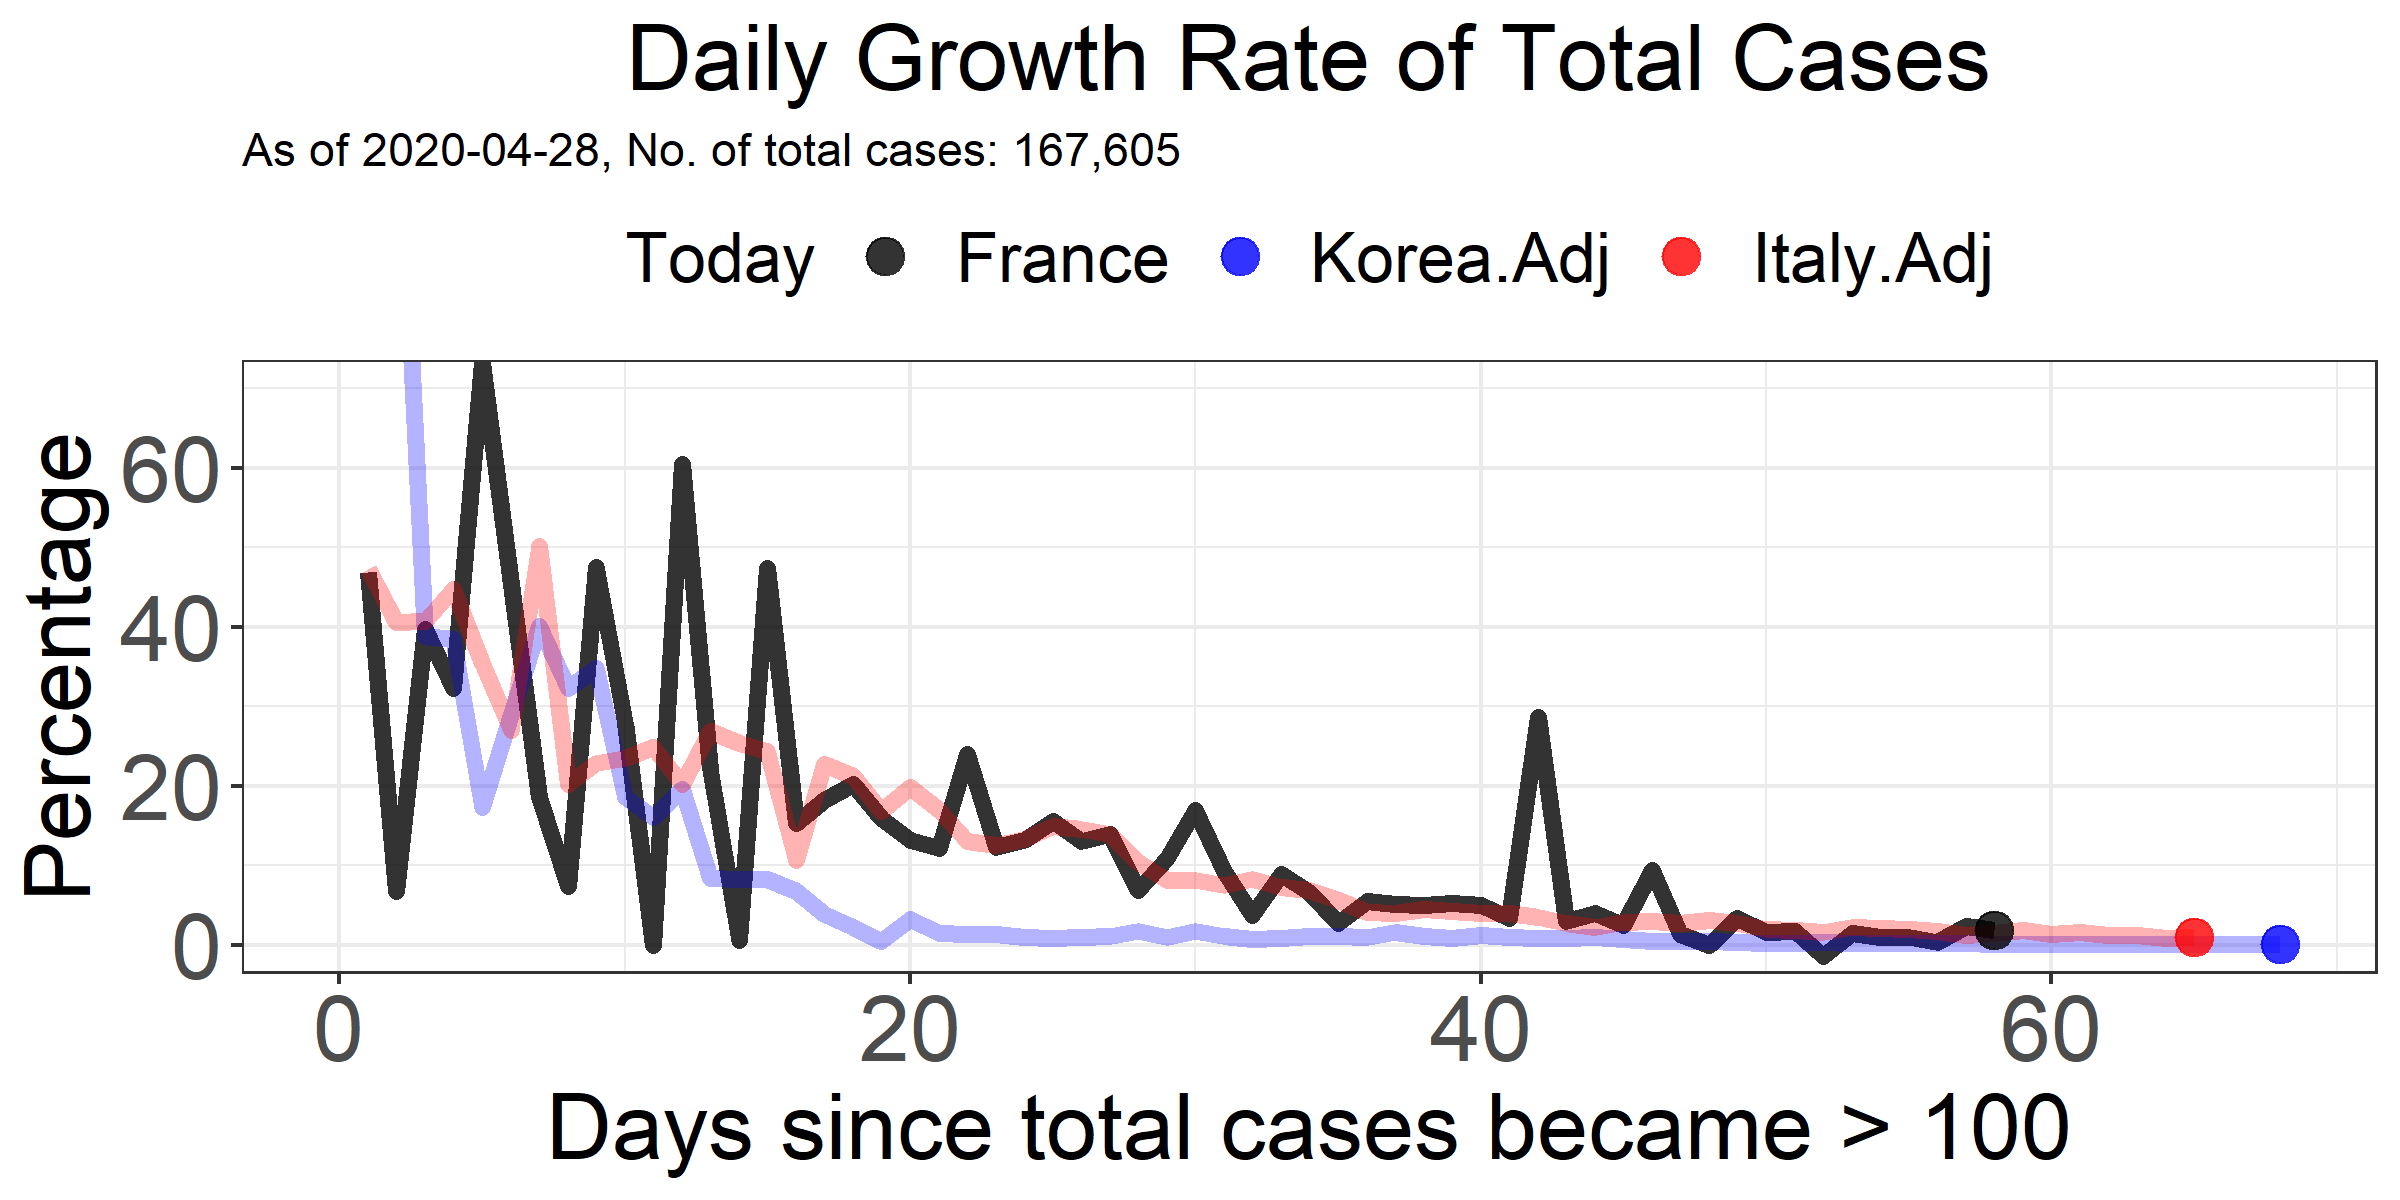 Daily Growth Rate of Total Cases
As of 2020-04-28, No. of total cases: 167,605
Today France Korea.Adj Italy.Adj
Percentage
60
40
20
0
0 20 40 60
Days since total cases became > 100